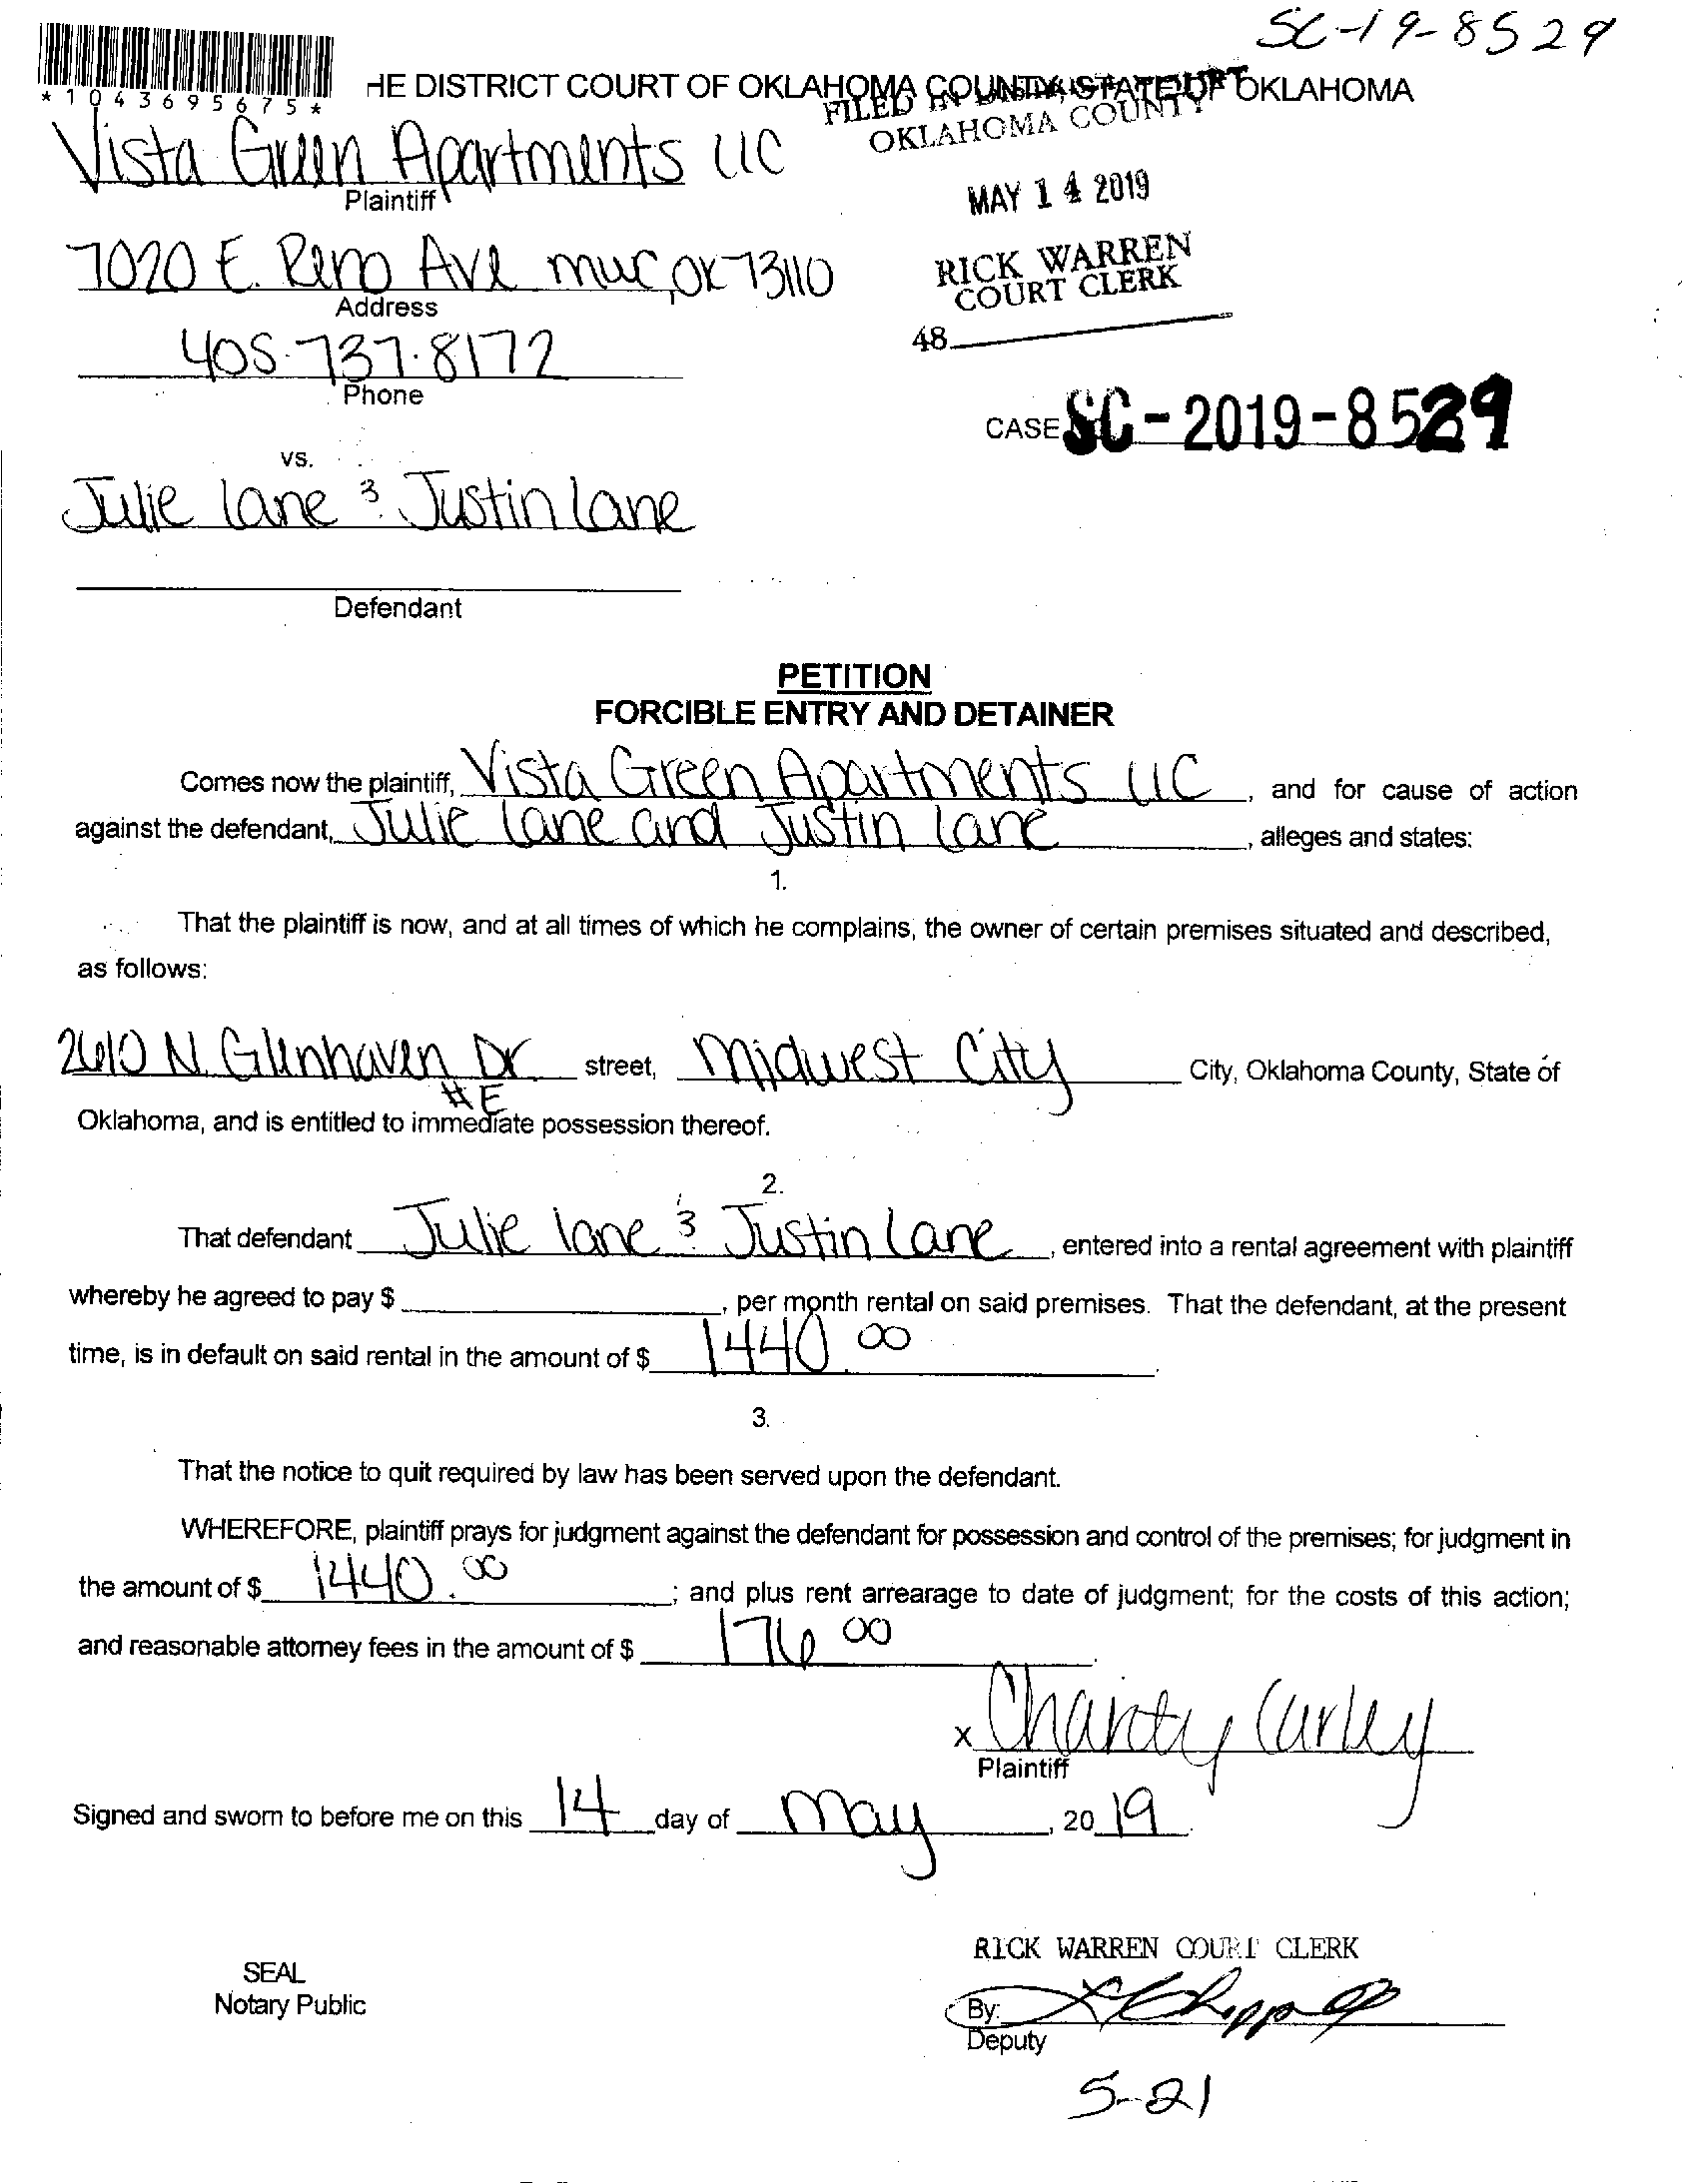 SC-19-8529
*1043695675*
HE DISTRICT COURT OF OKLAHOMA COUNTY, STATE OF OKLAHOMA
FILED IN DISTRICT COURT
OKLAHOMA COUNTY
Vista Green Apartments LLC
Plaintiff
MAY 14 2019
7020 E. Reno Ave MWC, OK 73110
Address
RICK WARREN
COURT CLERK
405-737-8172
Phone
48
CASE SC-2019-8529
vs.
Julie Lane & Justin Lane
Defendant
PETITION
FORCIBLE ENTRY AND DETAINER
Comes now the plaintiff, Vista Green Apartments LLC, and for cause of action
against the defendant, Julie Lane and Justin Lane, alleges and states:
1.
That the plaintiff is now, and at all times of which he complains, the owner of certain premises situated and described,
as follows:
2610 N. Glenhaven Dr street, Midwest City City, Oklahoma County, State of
#E
Oklahoma, and is entitled to immediate possession thereof.
2.
That defendant Julie Lane & Justin Lane, entered into a rental agreement with plaintiff
whereby he agreed to pay $ , per month rental on said premises. That the defendant, at the present
time, is in default on said rental in the amount of $ 1440.00.
3.
That the notice to quit required by law has been served upon the defendant.
WHEREFORE, plaintiff prays for judgment against the defendant for possession and control of the premises; for judgment in
the amount of $ 1440.00; and plus rent arrearage to date of judgment; for the costs of this action;
and reasonable attorney fees in the amount of $ 176 00.
x Charity Curley
Plaintiff
Signed and sworn to before me on this 14 day of May, 2019.
RICK WARREN COURT CLERK
SEAL
Notary Public
By:
Deputy
5-21